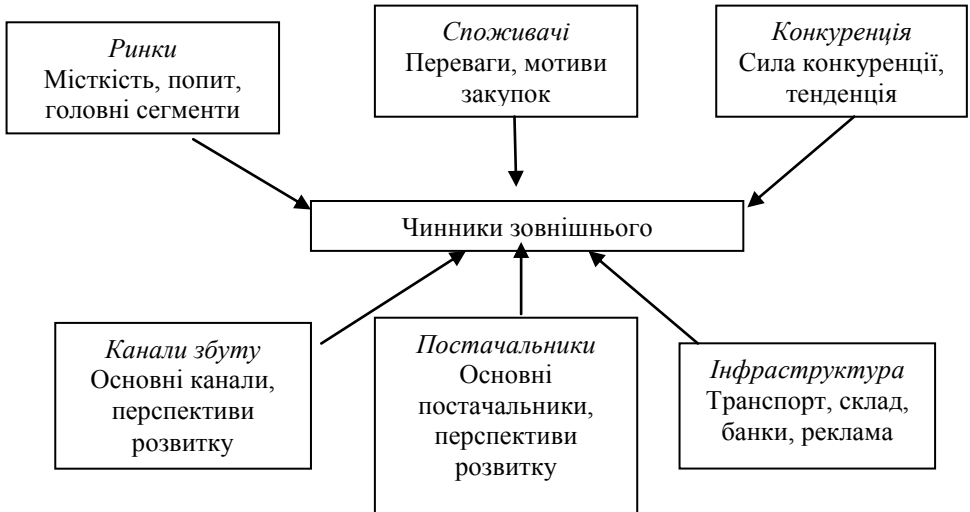 Ринки
Місткість, попит,
головні сегменти
Споживачі
Переваги, мотиви
закупок
Конкуренція
Сила конкуренції,
тенденція
Чинники зовнішнього
Канали збуту
Основні канали,
перспективи
розвитку
Постачальники
Основні
постачальники,
перспективи
розвитку
Інфраструктура
Транспорт, склад,
банки, реклама